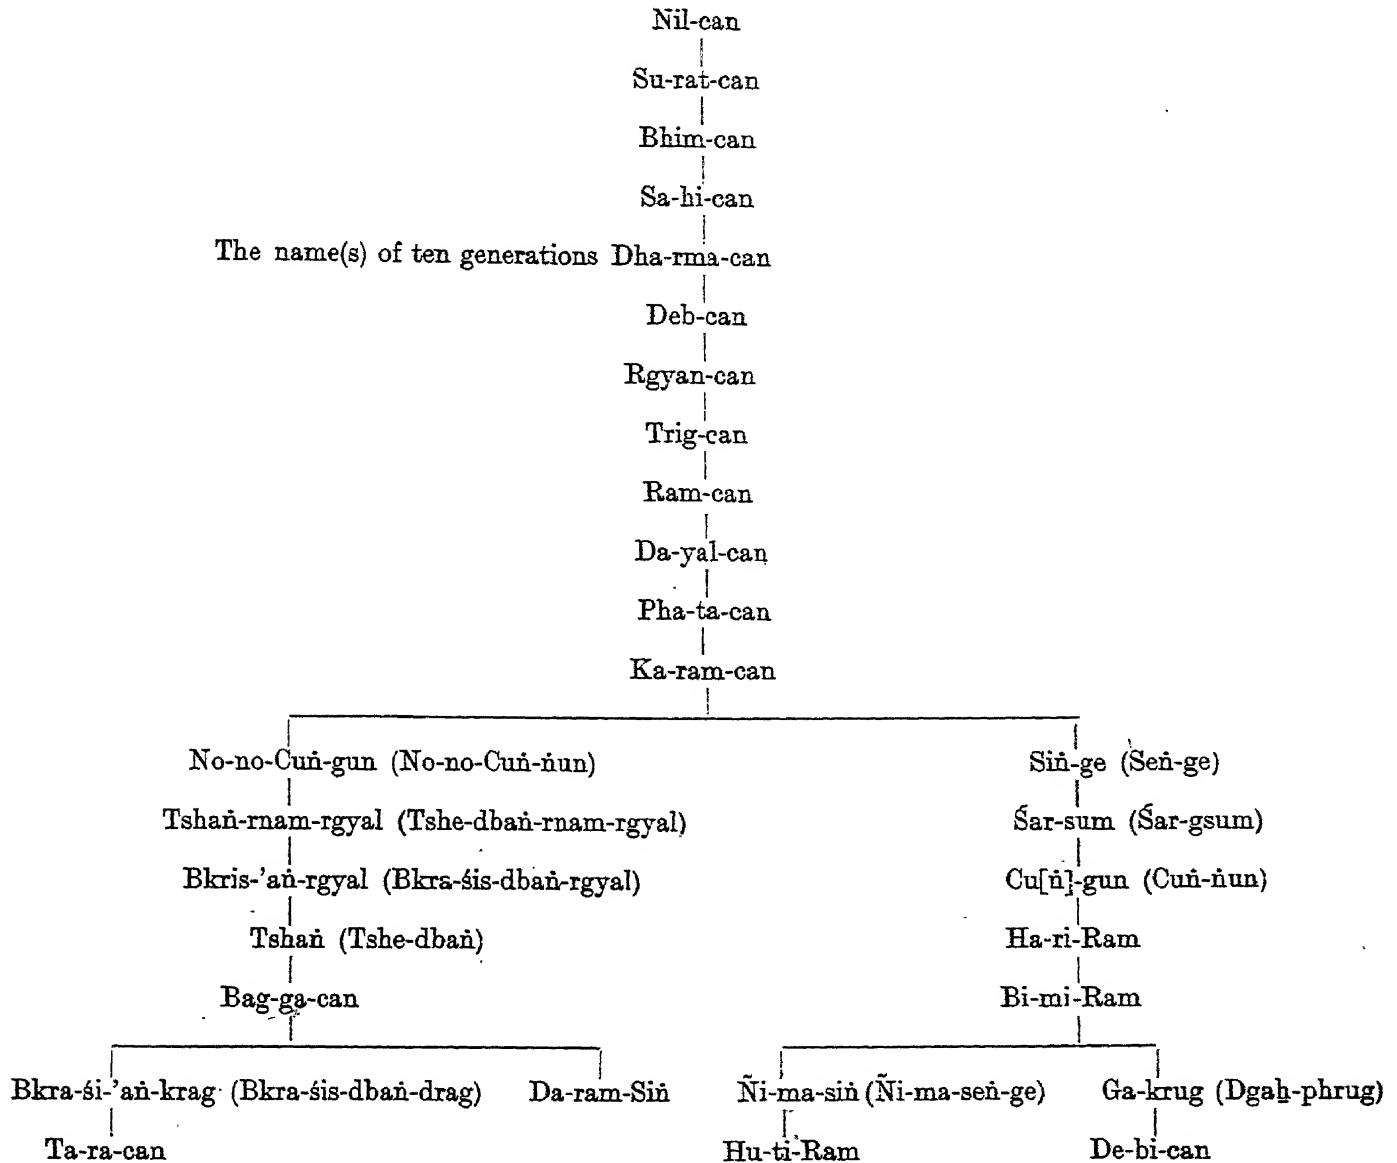 Ñil-can
Su-rat-can
Bhim-can
Sa-hi-can
The name(s) of ten generations Dha-rma-can
Deb-can
Rgyan-can
Trig-can
Ram-can
Da-yal-can
Pha-ta-can
Ka-ram-can
No-no-Cuṅ-gun (No-no-Cuṅ-ṅun) Siṅ-ge (Seṅ-ge)
Tshaṅ-rnam-rgyal (Tshe-dbaṅ-rnam-rgyal) Śar-sum (Śar-gsum)
Bkris-’aṅ-rgyal (Bkra-śis-dbaṅ-rgyal) Cu[ṅ]-gun (Cuṅ-ṅun)
Tshaṅ (Tshe-dbaṅ) Ha-ri-Ram
Bag-ga-can Bi-mi-Ram
Bkra-śi-’aṅ-krag (Bkra-śis-dbaṅ-drag) Da-ram-Siṅ Ñi-ma-siṅ (Ñi-ma-seṅ-ge) Ga-krug (Dgaẖ-phrug)
Ta-ra-can Hu-ti-Ram De-bi-can